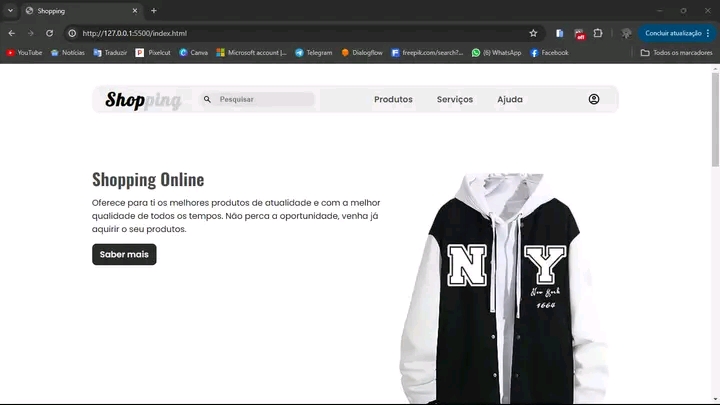 Shopping
http://127.0.0.1:5500/index.html
Concluir atualização
YouTube
Notícias
Traduzir
Pixelcut
Canva
Microsoft account |...
Telegram
Dialogflow
freepik.com/search?...
(6) WhatsApp
Facebook
Todos os marcadores
Shopping
Pesquisar
Produtos
Serviços
Ajuda
Shopping Online
Oferece para ti os melhores produtos de atualidade e com a melhor
qualidade de todos os tempos. Não perca a oportunidade, venha já
aquirir o seu produtos.
Saber mais
N Y
New York
1664